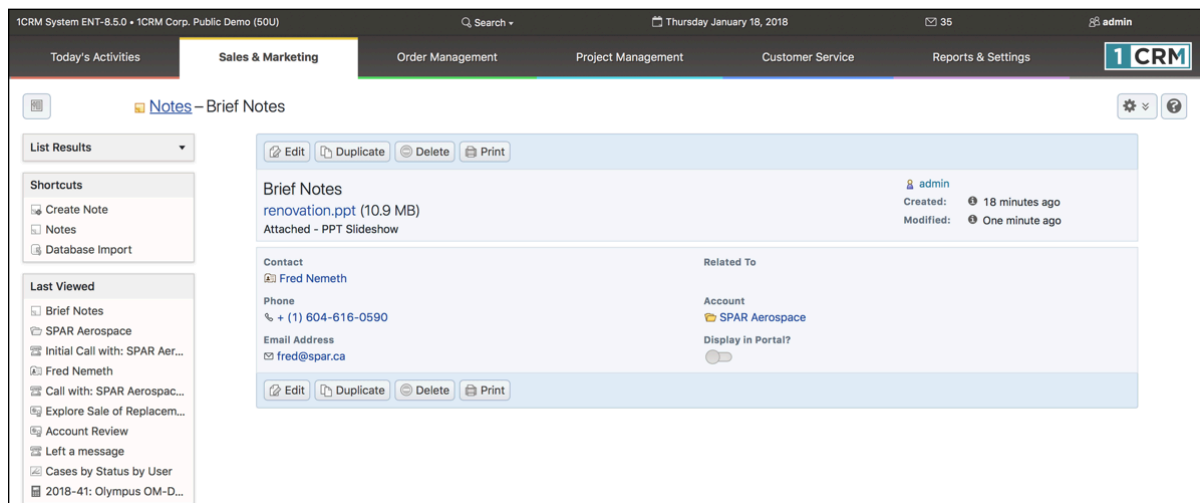 1CRM System ENT-8.5.0 • 1CRM Corp. Public Demo (50U)
Search
Thursday January 18, 2018
35
admin
Today's Activities
Sales & Marketing
Order Management
Project Management
Customer Service
Reports & Settings
1 CRM
Notes – Brief Notes
List Results
Shortcuts
Create Note
Notes
Database Import
Last Viewed
Brief Notes
SPAR Aerospace
Initial Call with: SPAR Aer...
Fred Nemeth
Call with: SPAR Aerospac...
Explore Sale of Replacem...
Account Review
Left a message
Cases by Status by User
2018-41: Olympus OM-D...
Edit Duplicate Delete Print
Brief Notes
renovation.ppt (10.9 MB)
Attached - PPT Slideshow
admin
Created: 18 minutes ago
Modified: One minute ago
Contact
Fred Nemeth
Related To
Phone
+ (1) 604-616-0590
Account
SPAR Aerospace
Email Address
fred@spar.ca
Display in Portal?
Edit Duplicate Delete Print